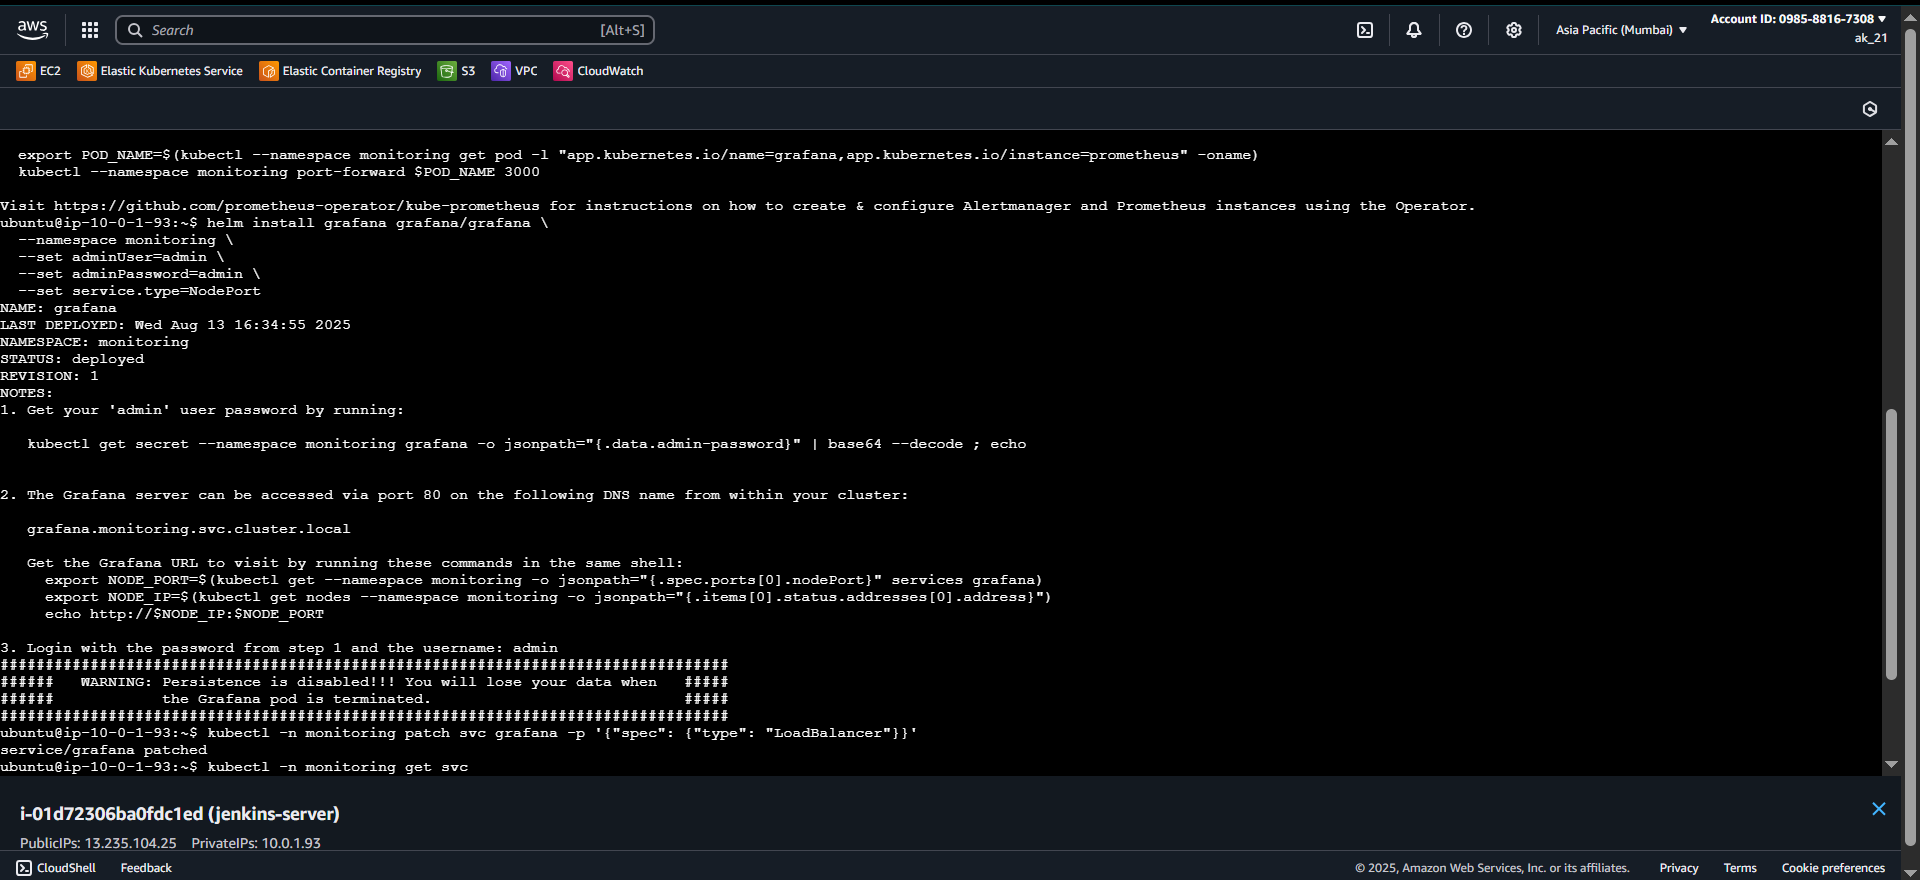 aws
Search [Alt+S]
Asia Pacific (Mumbai) ▼
Account ID: 0985-8816-7308 ▼
ak_21
EC2 Elastic Kubernetes Service Elastic Container Registry S3 VPC CloudWatch
export POD_NAME=$(kubectl --namespace monitoring get pod -l "app.kubernetes.io/name=grafana,app.kubernetes.io/instance=prometheus" -oname)
kubectl --namespace monitoring port-forward $POD_NAME 3000
Visit https://github.com/prometheus-operator/kube-prometheus for instructions on how to create & configure Alertmanager and Prometheus instances using the Operator.
ubuntu@ip-10-0-1-93:~$ helm install grafana grafana/grafana \
--namespace monitoring \
--set adminUser=admin \
--set adminPassword=admin \
--set service.type=NodePort
NAME: grafana
LAST DEPLOYED: Wed Aug 13 16:34:55 2025
NAMESPACE: monitoring
STATUS: deployed
REVISION: 1
NOTES:
1. Get your 'admin' user password by running:
kubectl get secret --namespace monitoring grafana -o jsonpath="{.data.admin-password}" | base64 --decode ; echo
2. The Grafana server can be accessed via port 80 on the following DNS name from within your cluster:
grafana.monitoring.svc.cluster.local
Get the Grafana URL to visit by running these commands in the same shell:
export NODE_PORT=$(kubectl get --namespace monitoring -o jsonpath="{.spec.ports[0].nodePort}" services grafana)
export NODE_IP=$(kubectl get nodes --namespace monitoring -o jsonpath="{.items[0].status.addresses[0].address}")
echo http://$NODE_IP:$NODE_PORT
3. Login with the password from step 1 and the username: admin
#################################################################################
###### WARNING: Persistence is disabled!!! You will lose your data when #####
###### the Grafana pod is terminated. #####
#################################################################################
ubuntu@ip-10-0-1-93:~$ kubectl -n monitoring patch svc grafana -p '{"spec": {"type": "LoadBalancer"}}'
service/grafana patched
ubuntu@ip-10-0-1-93:~$ kubectl -n monitoring get svc
i-01d72306ba0fdc1ed (jenkins-server)
PublicIPs: 13.235.104.25 PrivateIPs: 10.0.1.93
CloudShell Feedback © 2025, Amazon Web Services, Inc. or its affiliates. Privacy Terms Cookie preferences